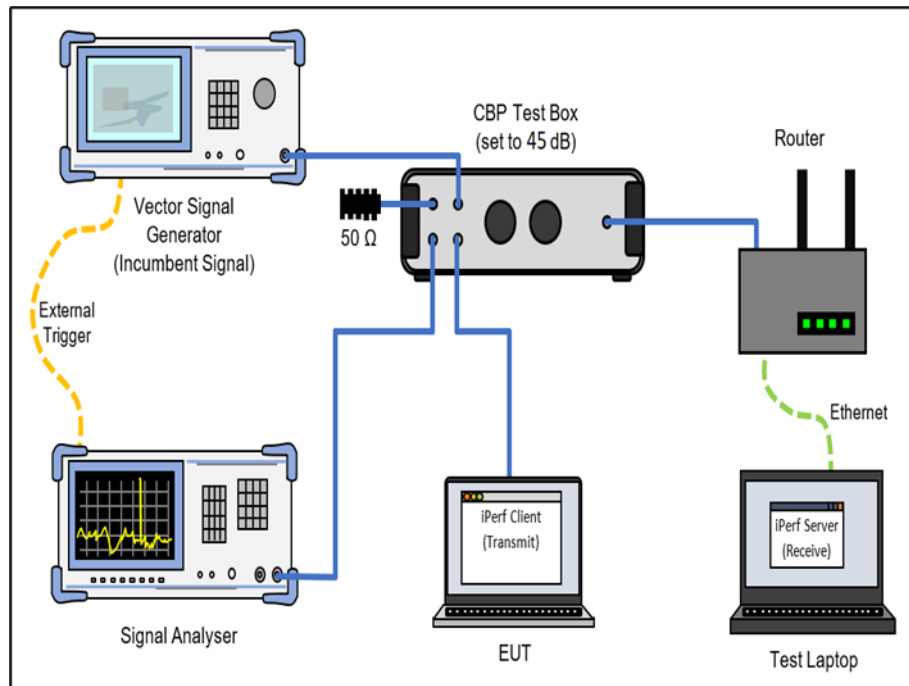 CBP Test Box
(set to 45 dB)
Router
Vector Signal
Generator
(Incumbent Signal)
50 Ω
External
Trigger
Ethernet
iPerf Client
(Transmit)
iPerf Server
(Receive)
Signal Analyser
EUT
Test Laptop